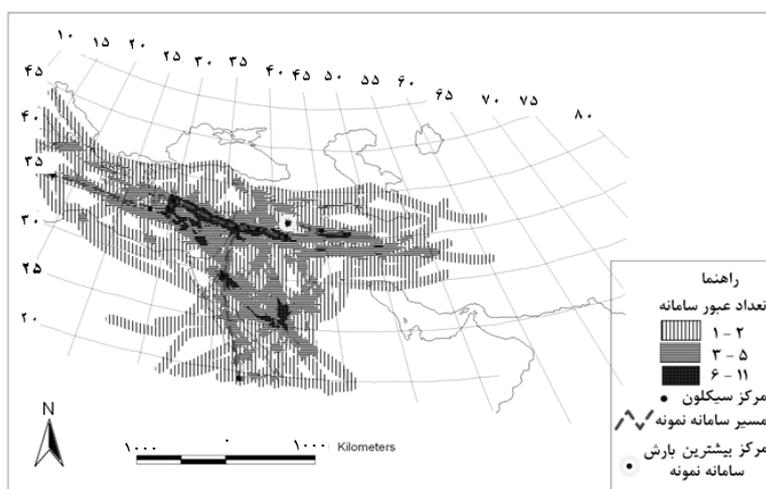 ۱۰ ۱۵ ۲۰ ۲۵ ۳۰ ۳۵ ۴۰ ۴۵ ۵۰ ۵۵ ۶۰ ۶۵ ۷۰ ۷۵ ۸۰
۴۵
۴۰
۳۵
۳۰
۲۵
۲۰
راهنما
تعداد عبور سامانه
۱ - ۲
۳ - ۵
۶ - ۱۱
مرکز سیکلون
مسیر سامانه نمونه
مرکز بیشترین بارش
سامانه نمونه
N
۱۰۰۰ ۰ ۱۰۰۰ Kilometers